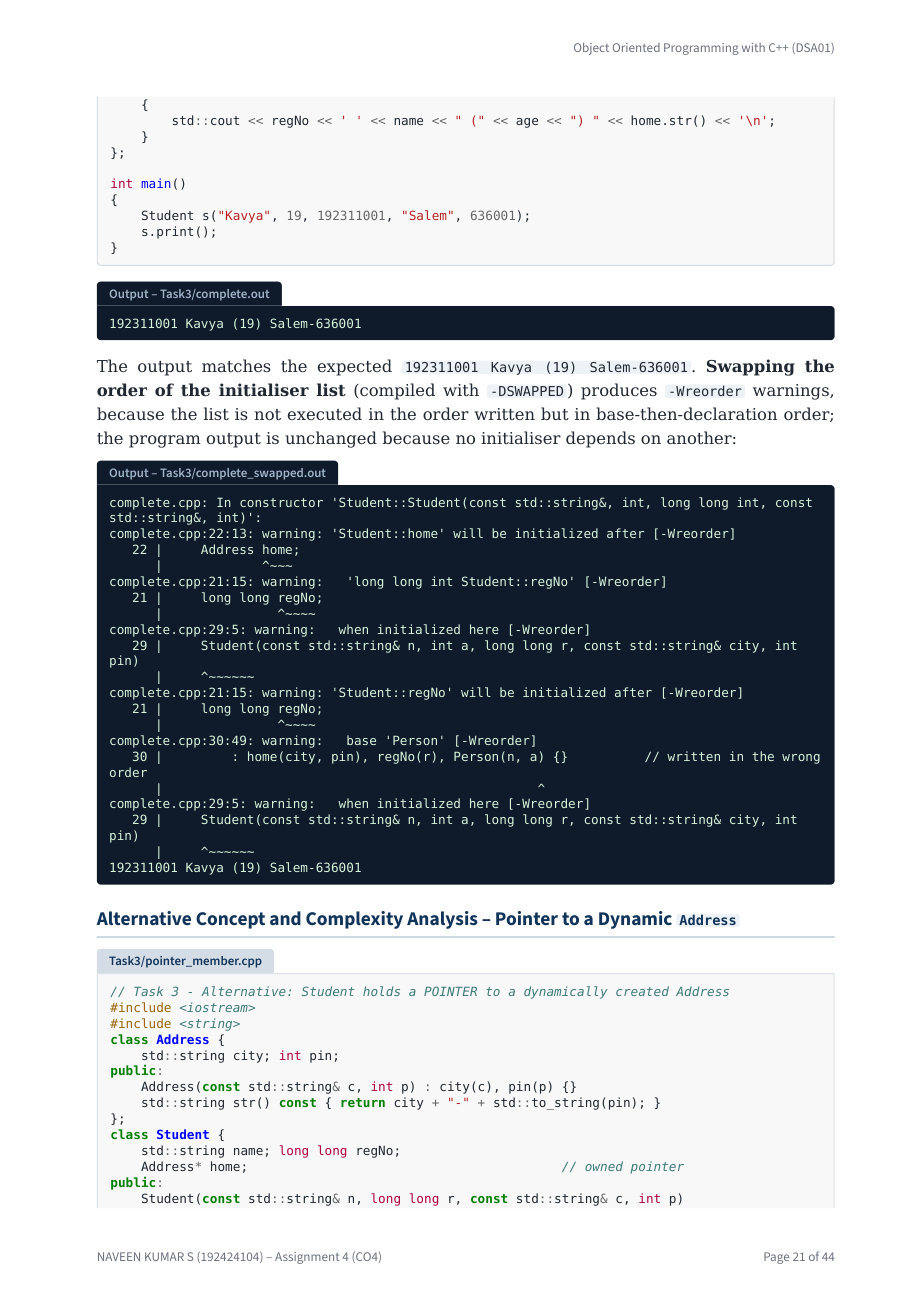 Object Oriented Programming with C++ (DSA01)
    {
        std::cout << regNo << ' ' << name << " (" << age << ") " << home.str() << '\n';
    }
};

int main()
{
    Student s("Kavya", 19, 192311001, "Salem", 636001);
    s.print();
}
Output – Task3/complete.out
192311001 Kavya (19) Salem-636001
The output matches the expected 192311001 Kavya (19) Salem-636001. Swapping the
order of the initialiser list (compiled with -DSWAPPED) produces -Wreorder warnings,
because the list is not executed in the order written but in base-then-declaration order;
the program output is unchanged because no initialiser depends on another:
Output – Task3/complete_swapped.out
complete.cpp: In constructor 'Student::Student(const std::string&, int, long long int, const
std::string&, int)':
complete.cpp:22:13: warning: 'Student::home' will be initialized after [-Wreorder]
   22 |     Address home;
      |             ^~~~
complete.cpp:21:15: warning:   'long long int Student::regNo' [-Wreorder]
   21 |     long long regNo;
      |               ^~~~~
complete.cpp:29:5: warning:   when initialized here [-Wreorder]
   29 |     Student(const std::string& n, int a, long long r, const std::string& city, int
pin)
      |     ^~~~~~~
complete.cpp:21:15: warning: 'Student::regNo' will be initialized after [-Wreorder]
   21 |     long long regNo;
      |               ^~~~~
complete.cpp:30:49: warning:   base 'Person' [-Wreorder]
   30 |         : home(city, pin), regNo(r), Person(n, a) {}          // written in the wrong
order
      |                                                 ^
complete.cpp:29:5: warning:   when initialized here [-Wreorder]
   29 |     Student(const std::string& n, int a, long long r, const std::string& city, int
pin)
      |     ^~~~~~~
192311001 Kavya (19) Salem-636001
Alternative Concept and Complexity Analysis – Pointer to a Dynamic Address
Task3/pointer_member.cpp
// Task 3 - Alternative: Student holds a POINTER to a dynamically created Address
#include <iostream>
#include <string>
class Address {
    std::string city; int pin;
public:
    Address(const std::string& c, int p) : city(c), pin(p) {}
    std::string str() const { return city + "-" + std::to_string(pin); }
};
class Student {
    std::string name; long long regNo;
    Address* home;                                         // owned pointer
public:
    Student(const std::string& n, long long r, const std::string& c, int p)
NAVEEN KUMAR S (192424104) – Assignment 4 (CO4)
Page 21 of 44